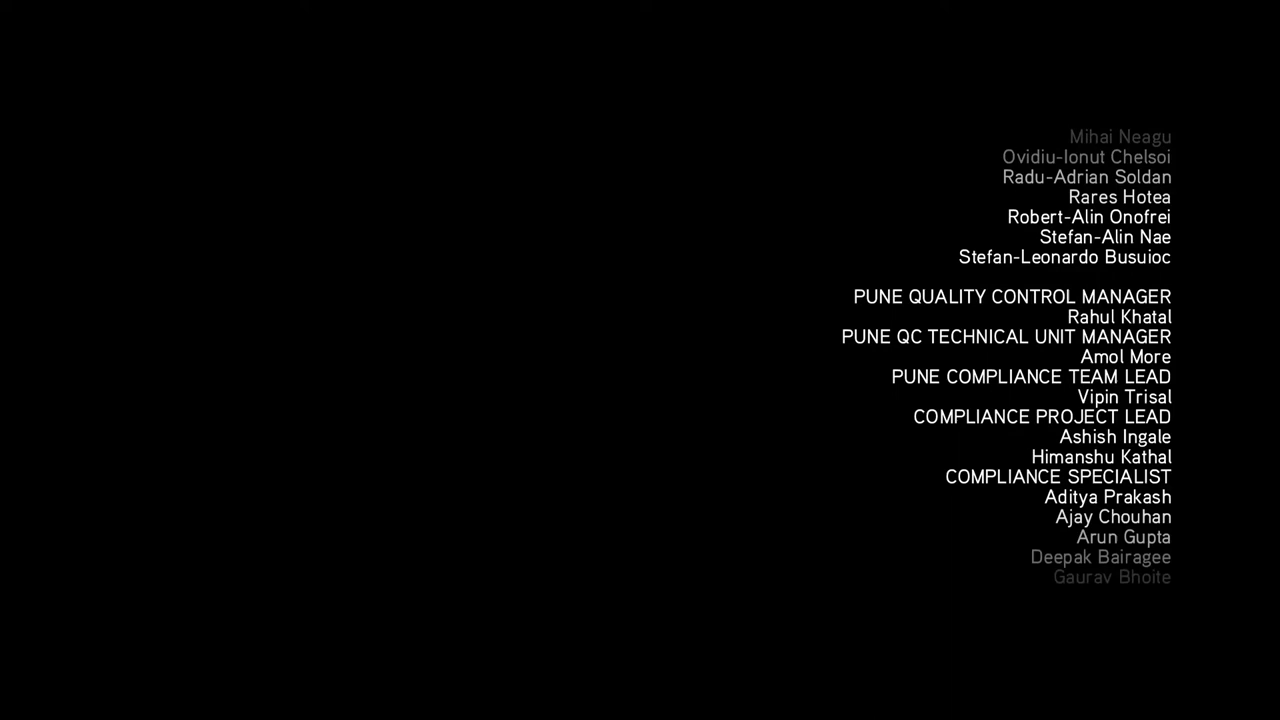 Mihai Neagu
Ovidiu-Ionut Chelsoi
Radu-Adrian Soldan
Rares Hotea
Robert-Alin Onofrei
Stefan-Alin Nae
Stefan-Leonardo Busuioc
PUNE QUALITY CONTROL MANAGER
Rahul Khatal
PUNE QC TECHNICAL UNIT MANAGER
Amol More
PUNE COMPLIANCE TEAM LEAD
Vipin Trisal
COMPLIANCE PROJECT LEAD
Ashish Ingale
Himanshu Kathal
COMPLIANCE SPECIALIST
Aditya Prakash
Ajay Chouhan
Arun Gupta
Deepak Bairagee
Gaurav Bhoite